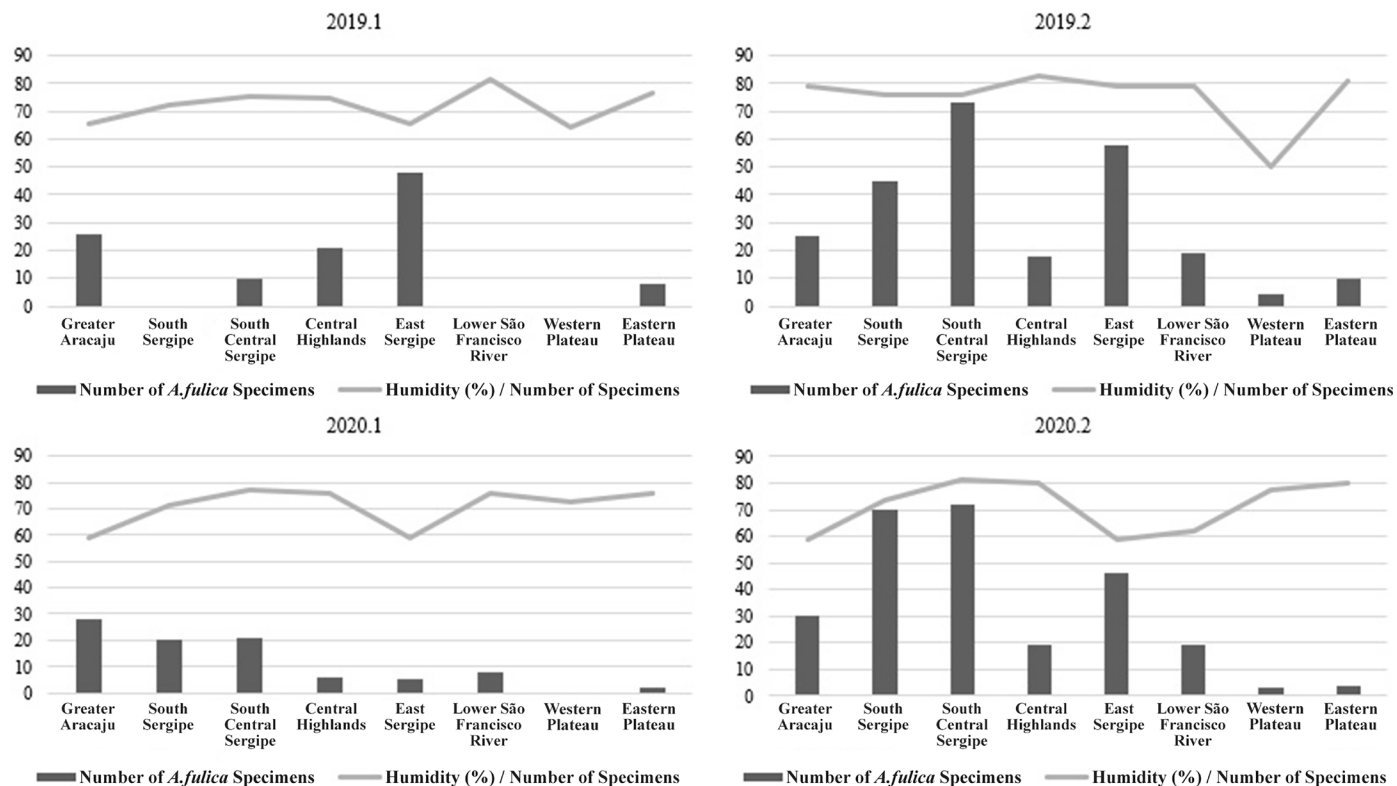 2019.1
90
80
70
60
50
40
30
20
10
0
Greater Aracaju
South Sergipe
South Central Sergipe
Central Highlands
East Sergipe
Lower São Francisco River
Western Plateau
Eastern Plateau
Number of A.fulica Specimens
Humidity (%) / Number of Specimens
2019.2
90
80
70
60
50
40
30
20
10
0
Greater Aracaju
South Sergipe
South Central Sergipe
Central Highlands
East Sergipe
Lower São Francisco River
Western Plateau
Eastern Plateau
Number of A.fulica Specimens
Humidity (%) / Number of Specimens
2020.1
90
80
70
60
50
40
30
20
10
0
Greater Aracaju
South Sergipe
South Central Sergipe
Central Highlands
East Sergipe
Lower São Francisco River
Western Plateau
Eastern Plateau
Number of A.fulica Specimens
Humidity (%) / Number of Specimens
2020.2
90
80
70
60
50
40
30
20
10
0
Greater Aracaju
South Sergipe
South Central Sergipe
Central Highlands
East Sergipe
Lower São Francisco River
Western Plateau
Eastern Plateau
Number of A.fulica Specimens
Humidity (%) / Number of Specimens